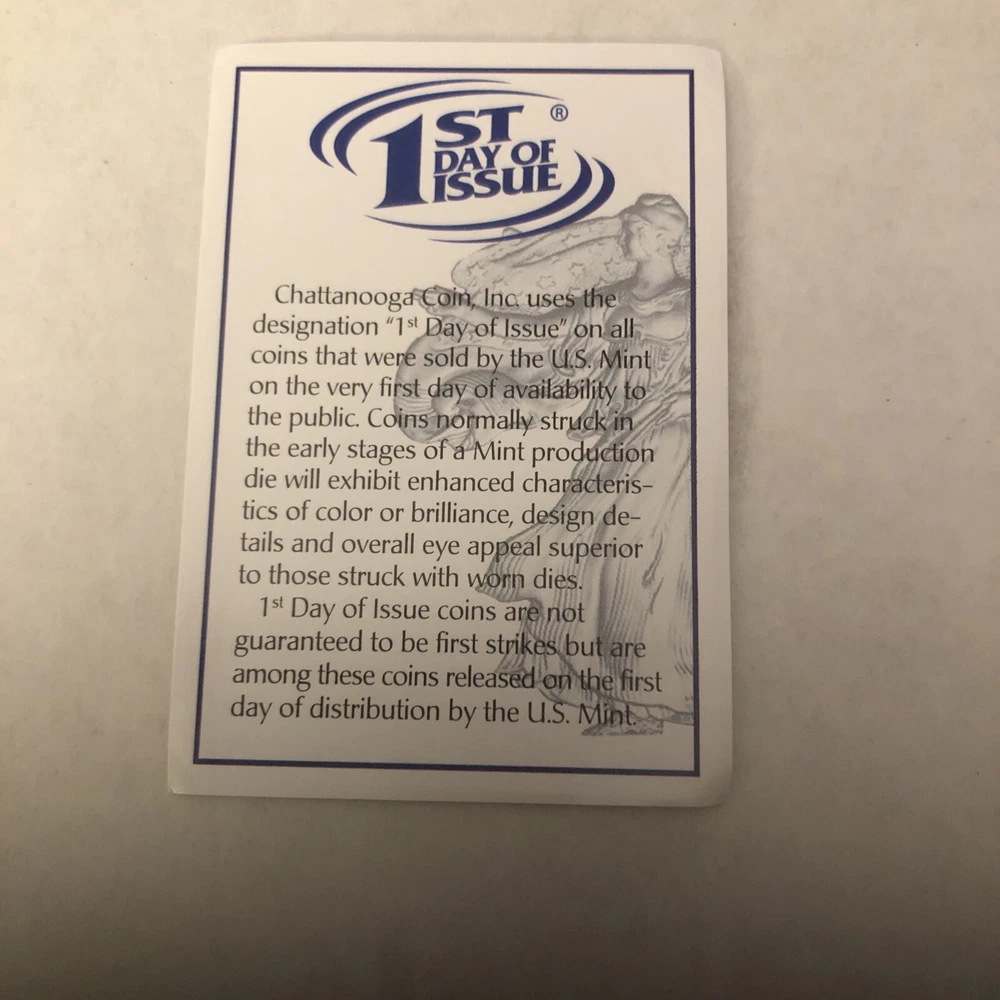 1ST
DAY OF
ISSUE ®
Chattanooga Coin, Inc. uses the
designation “1st Day of Issue” on all
coins that were sold by the U.S. Mint
on the very first day of availability to
the public. Coins normally struck in
the early stages of a Mint production
die will exhibit enhanced characteris-
tics of color or brilliance, design de-
tails and overall eye appeal superior
to those struck with worn dies.
1st Day of Issue coins are not
guaranteed to be first strikes but are
among these coins released on the first
day of distribution by the U.S. Mint.